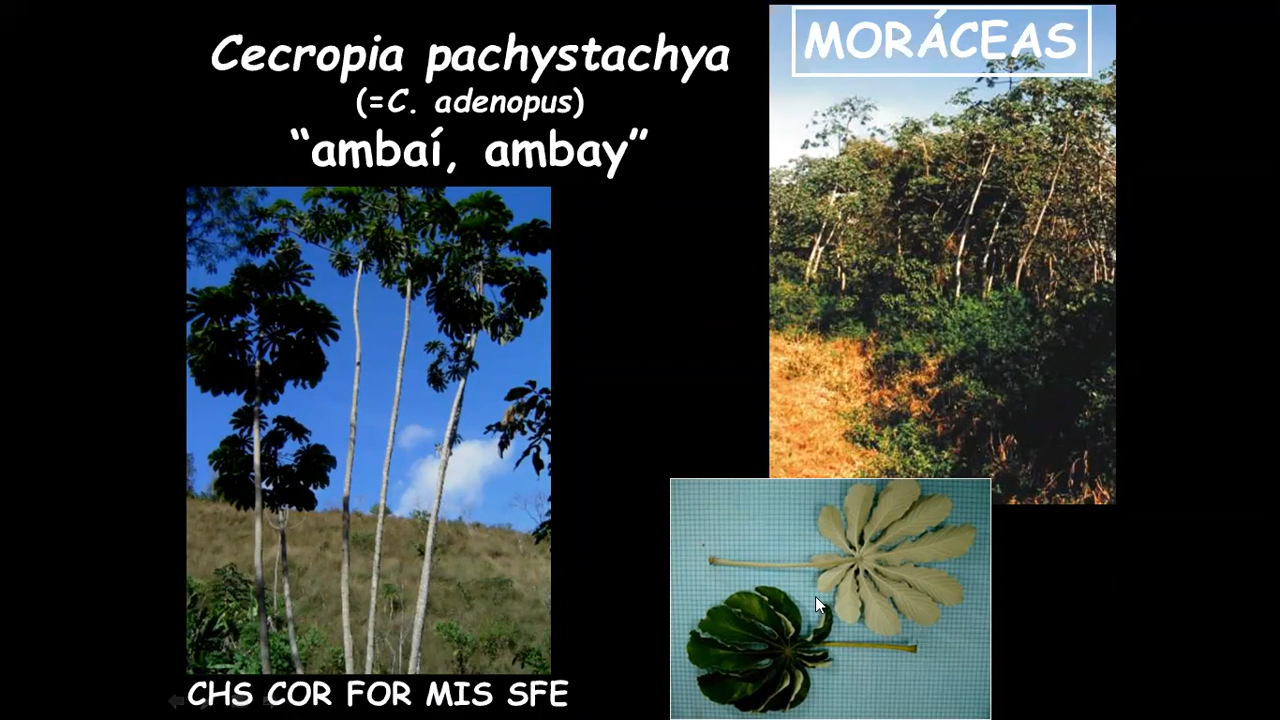 Cecropia pachystachya
(=C. adenopus)
“ambaí, ambay”
MORÁCEAS
CHS COR FOR MIS SFE